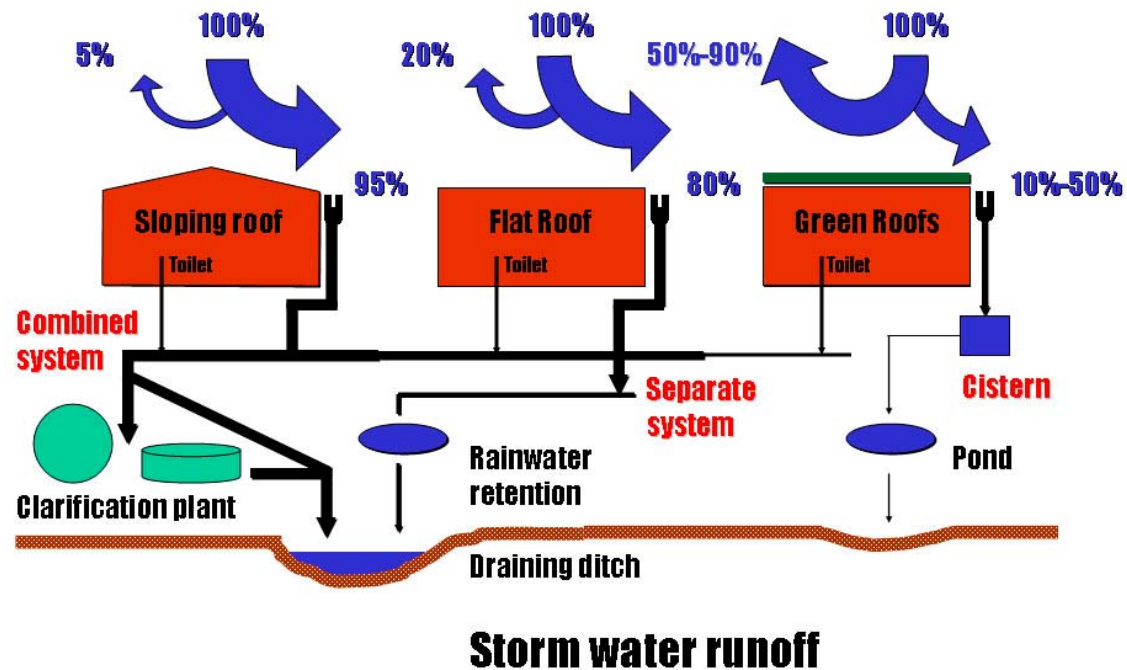 100%
5%
100%
20%
100%
50%-90%
95%
80%
10%-50%
Sloping roof
Flat Roof
Green Roofs
Toilet
Toilet
Toilet
Combined
system
Separate
system
Cistern
Clarification plant
Rainwater
retention
Pond
Draining ditch
Storm water runoff